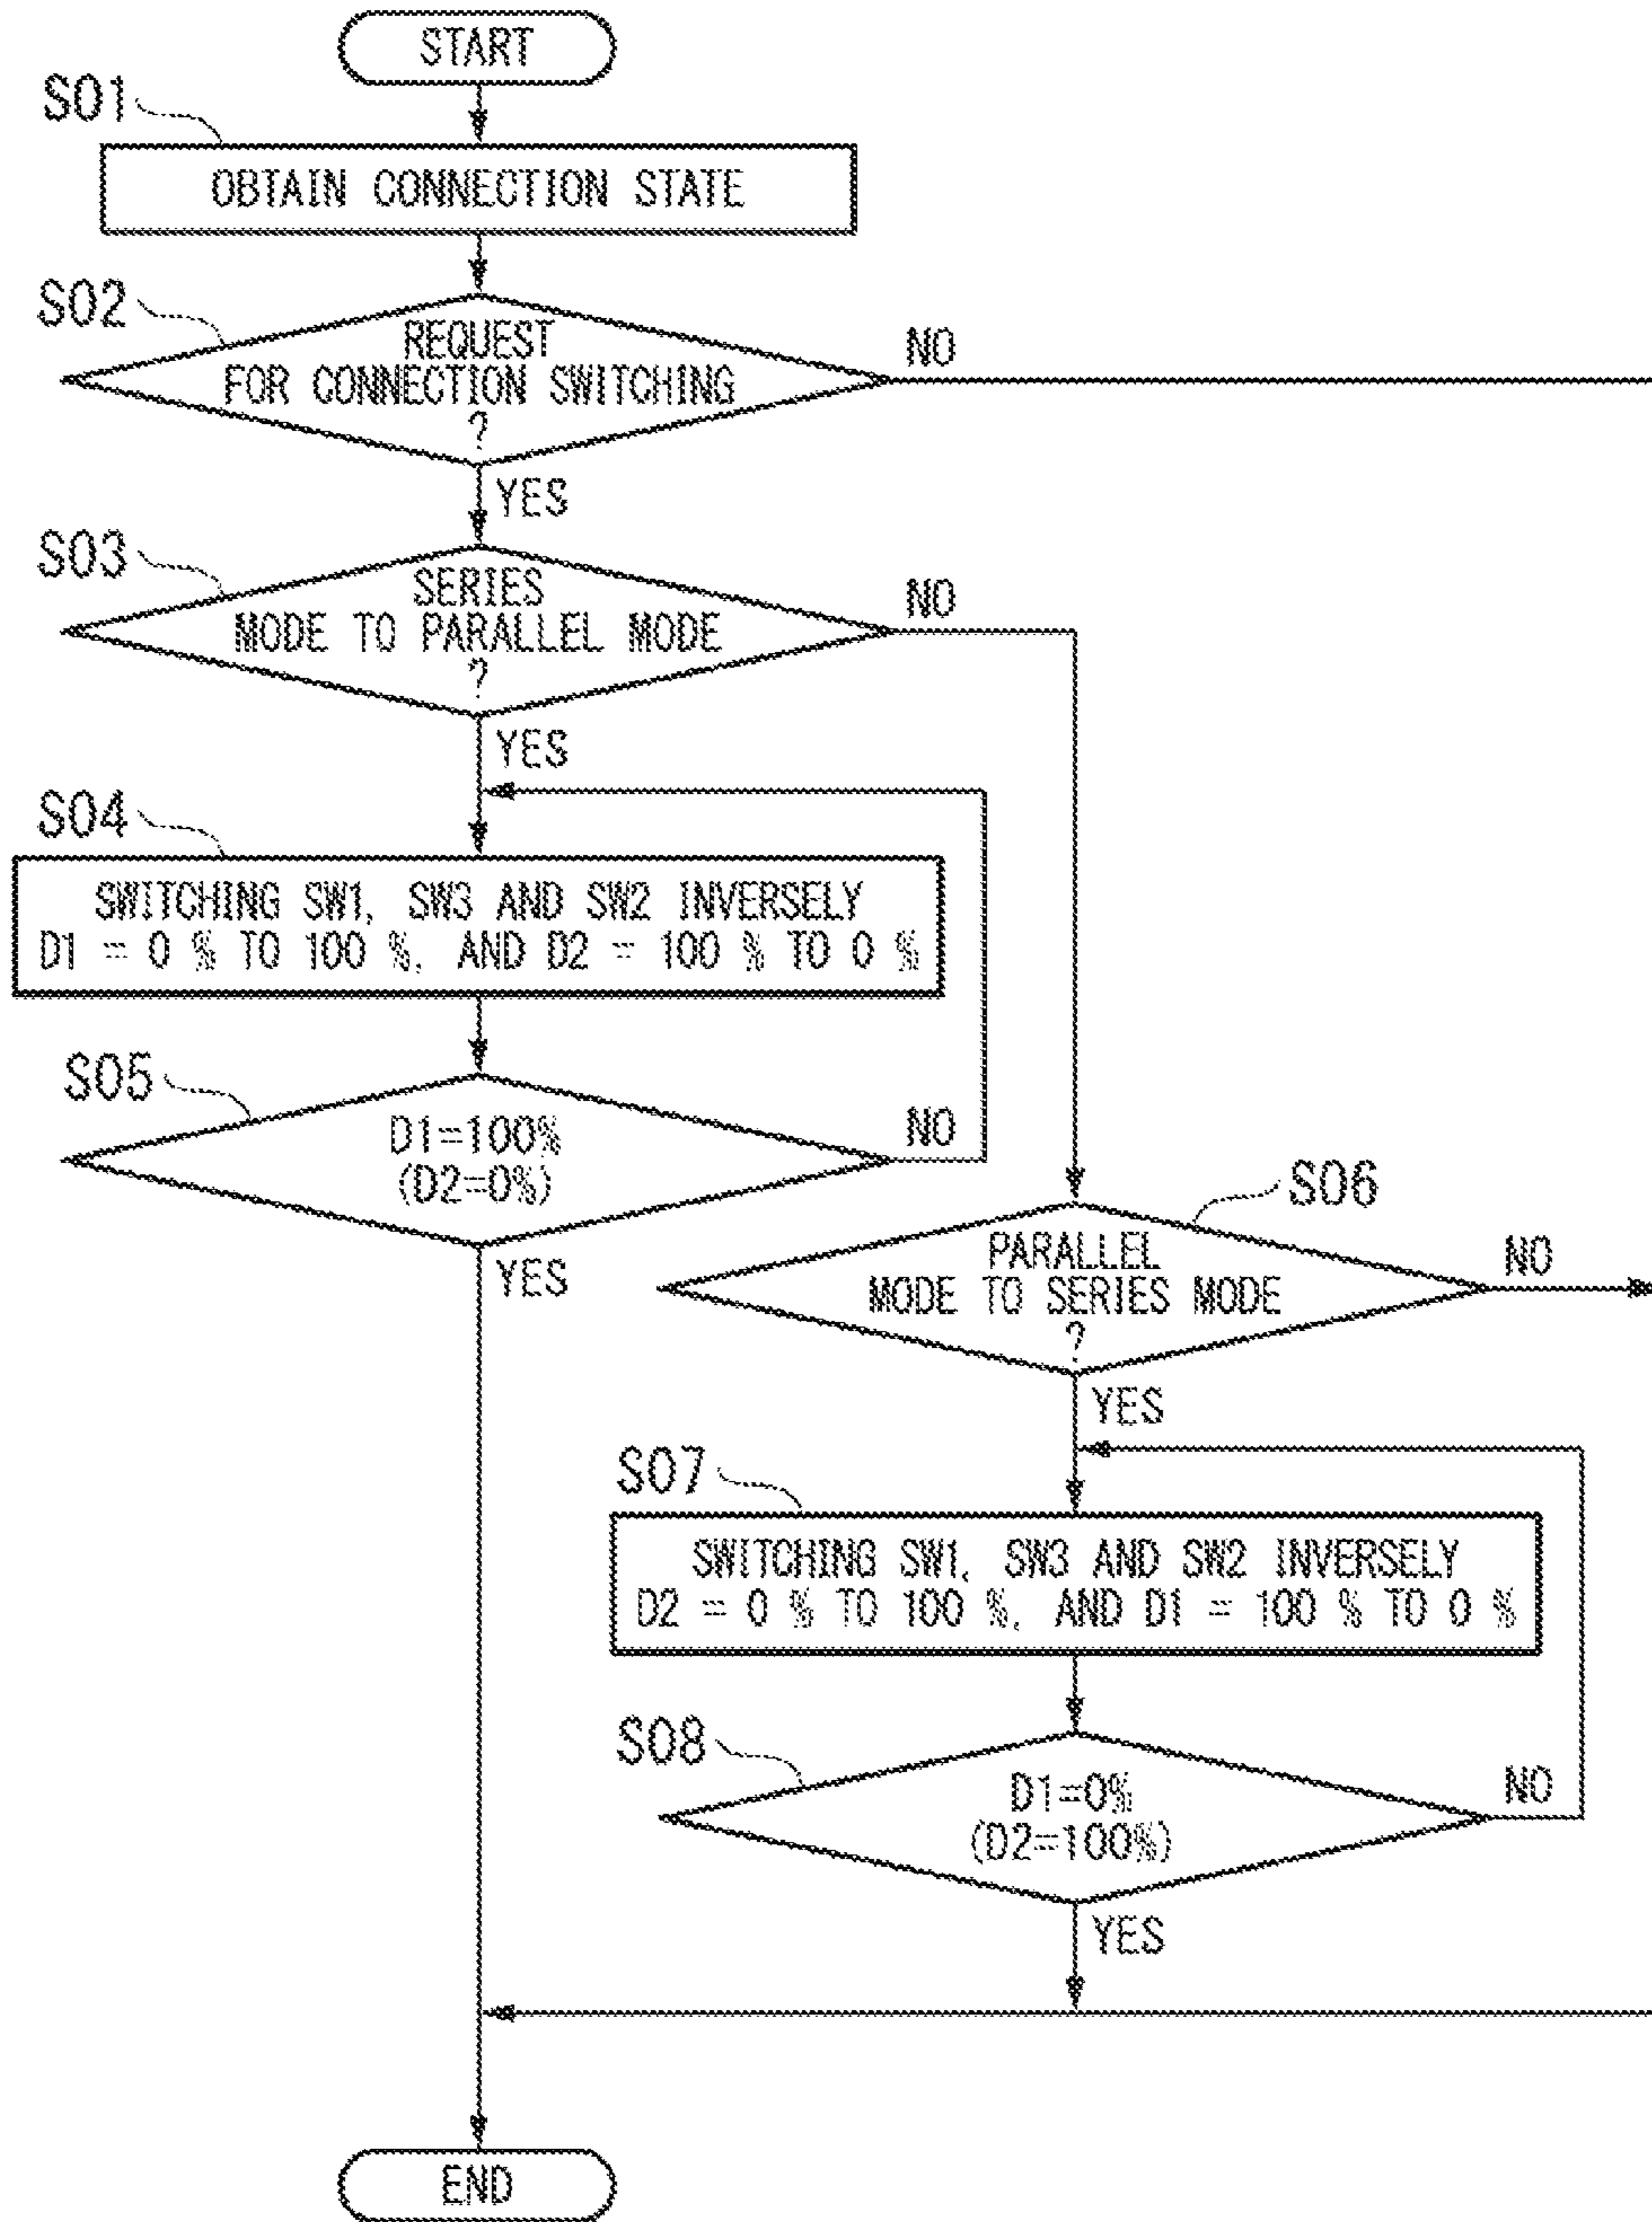 START
S01
OBTAIN CONNECTION STATE
S02
REQUEST
FOR CONNECTION SWITCHING
?
NO
YES
S03
SERIES
MODE TO PARALLEL MODE
?
NO
YES
S04
SWITCHING SW1, SW3 AND SW2 INVERSELY
D1 = 0 % TO 100 %, AND D2 = 100 % TO 0 %
S05
D1=100%
(D2=0%)
NO
YES
S06
PARALLEL
MODE TO SERIES MODE
?
NO
YES
S07
SWITCHING SW1, SW3 AND SW2 INVERSELY
D2 = 0 % TO 100 %, AND D1 = 100 % TO 0 %
S08
D1=0%
(D2=100%)
NO
YES
END